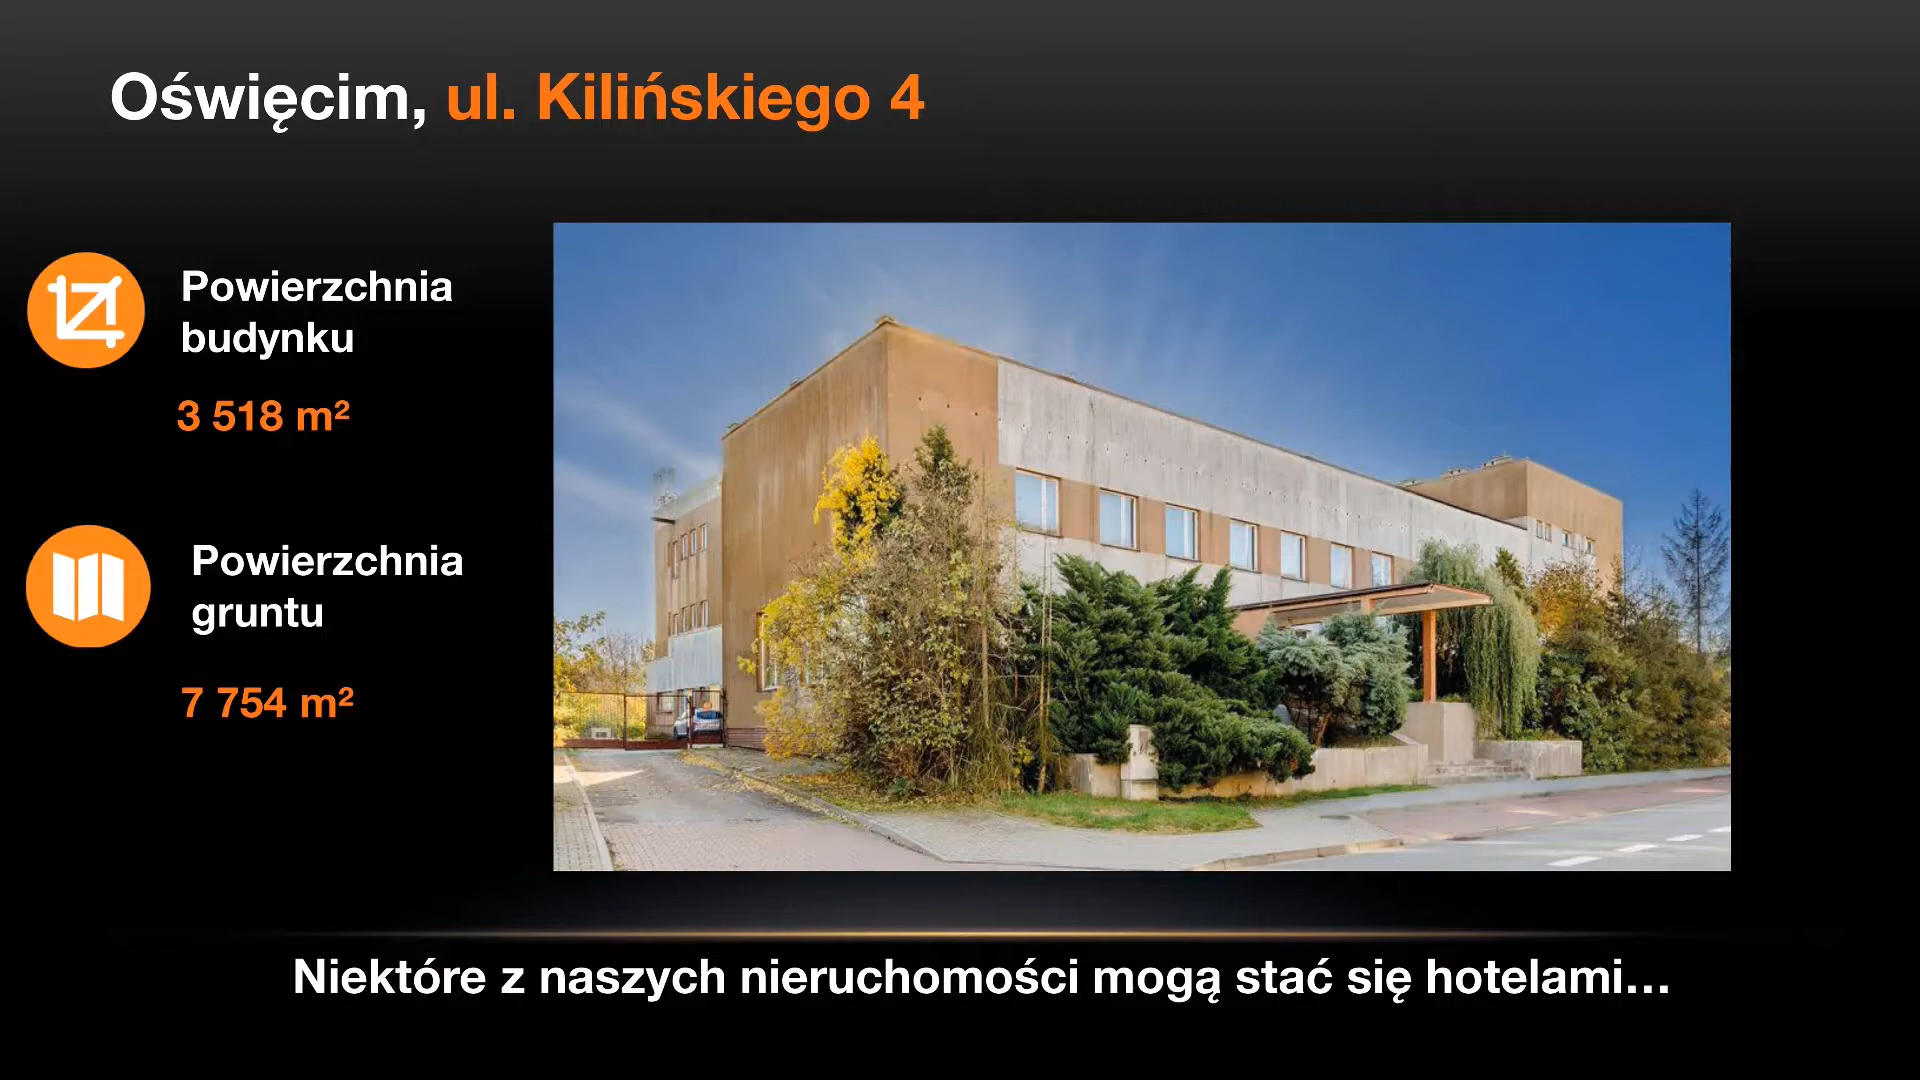 Oświęcim, ul. Kilińskiego 4
Powierzchnia
budynku
3 518 m²
Powierzchnia
gruntu
7 754 m²
Niektóre z naszych nieruchomości mogą stać się hotelami...